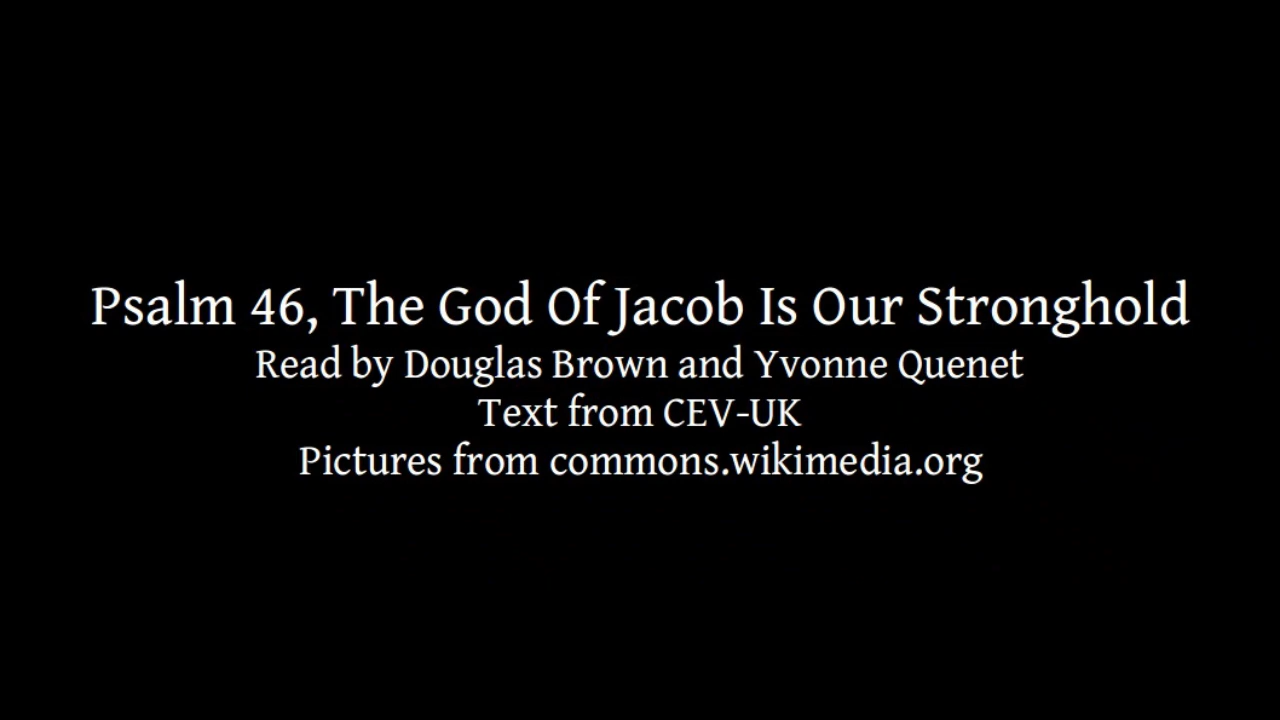 Psalm 46, The God Of Jacob Is Our Stronghold
Read by Douglas Brown and Yvonne Quenet
Text from CEV-UK
Pictures from commons.wikimedia.org